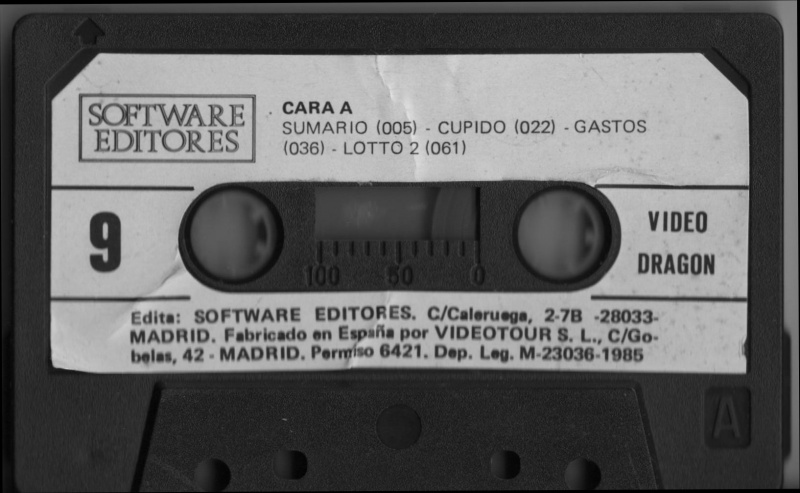 SOFTWARE
EDITORES
CARA A
SUMARIO (005) - CUPIDO (022) - GASTOS
(036) - LOTTO 2 (061)
9
VIDEO
DRAGON
100 50 0
Edita: SOFTWARE EDITORES. C/Caleruega, 2-7B -28033-
MADRID. Fabricado en España por VIDEOTOUR S. L., C/Go-
belas, 42 - MADRID. Permiso 6421. Dep. Leg. M-23036-1985
A